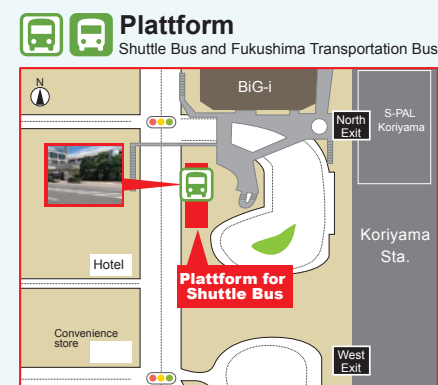 Plattform
Shuttle Bus and Fukushima Transportation Bus
N
BiG-i
North
Exit
S-PAL
Koriyama
Koriyama
Sta.
Hotel
Plattform for
Shuttle Bus
Convenience
store
West
Exit